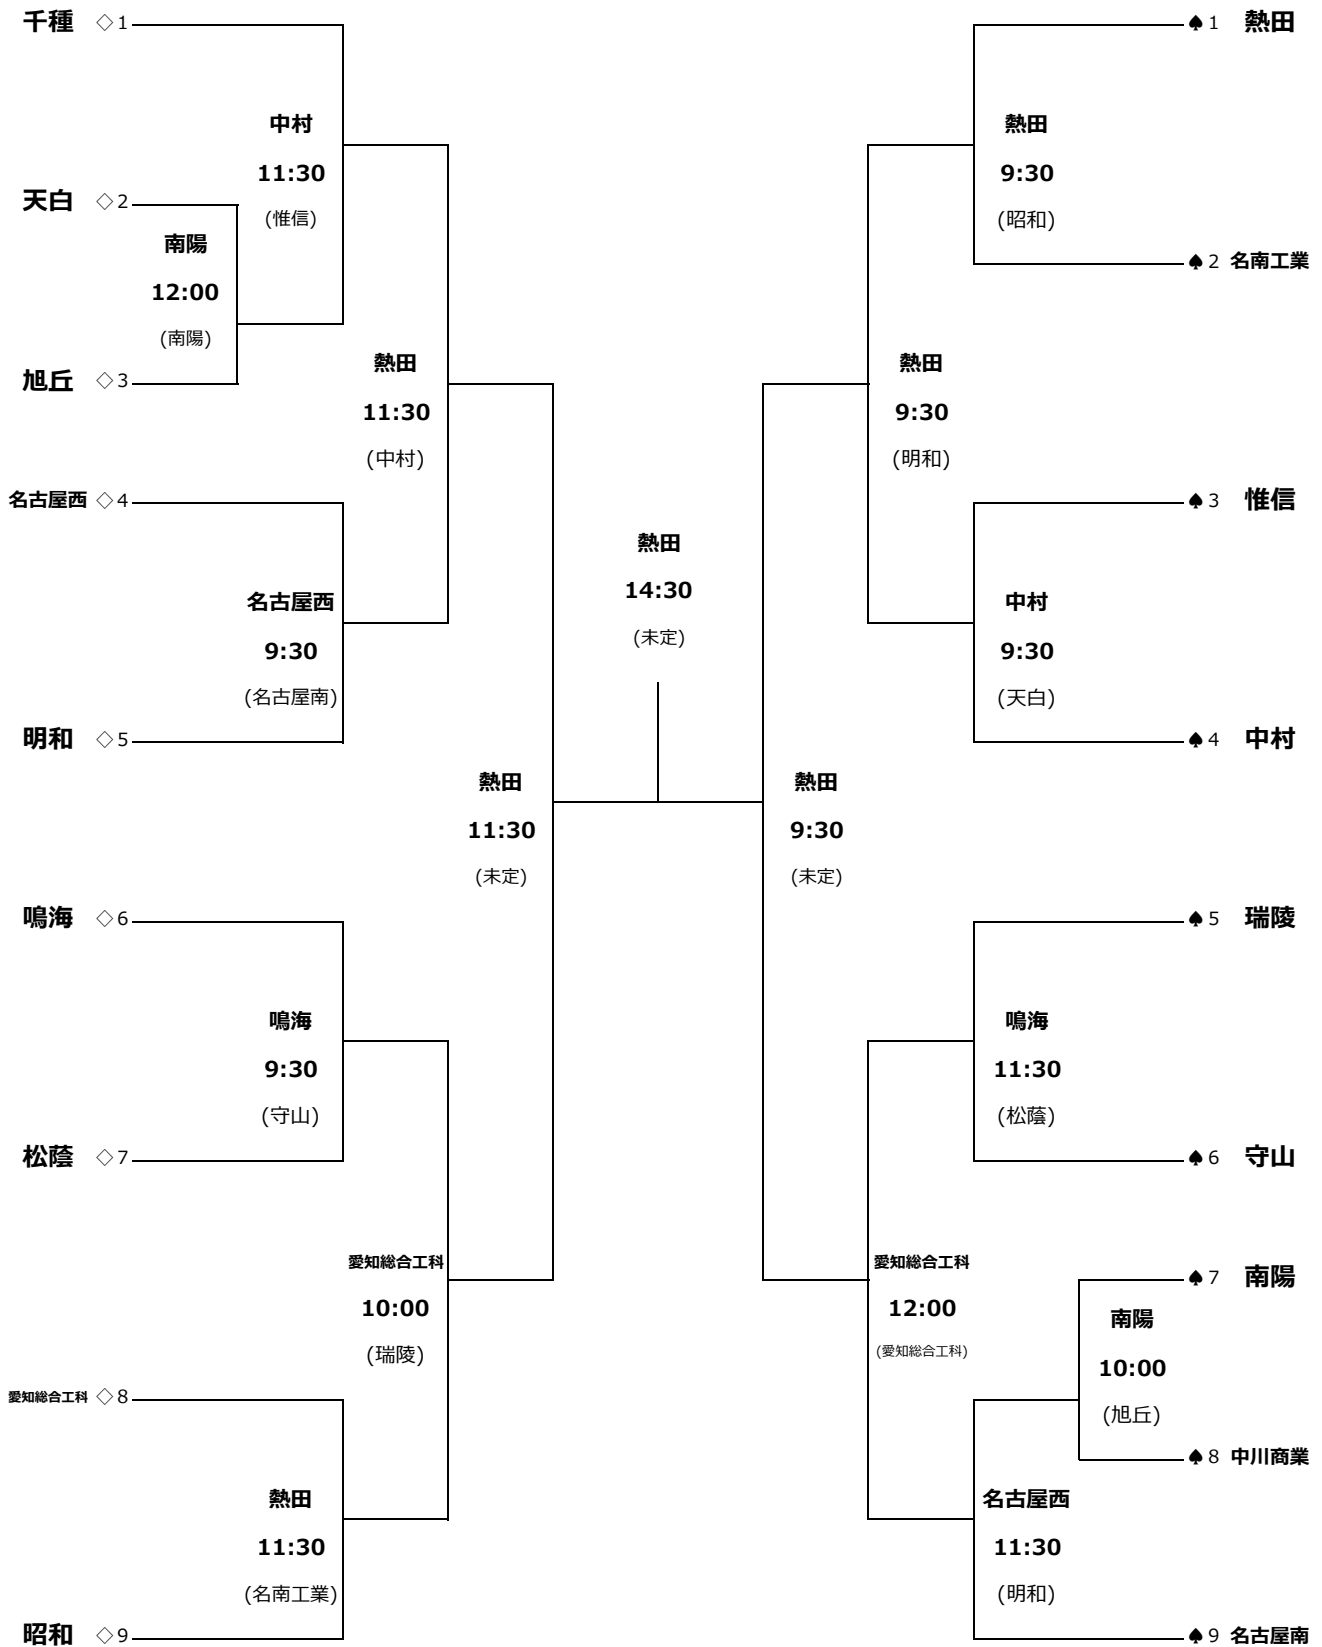 千種 ◇1
中村
11:30
(惟信)
天白 ◇2
南陽
12:00
(南陽)
旭丘 ◇3
熱田
11:30
(中村)
名古屋西 ◇4
名古屋西
9:30
(名古屋南)
明和 ◇5
熱田
11:30
(未定)
鳴海 ◇6
鳴海
9:30
(守山)
松蔭 ◇7
愛知総合工科
10:00
(瑞陵)
愛知総合工科 ◇8
熱田
11:30
(名南工業)
昭和 ◇9
熱田
14:30
(未定)
♠1 熱田
熱田
9:30
(昭和)
♠2 名南工業
熱田
9:30
(明和)
♠3 惟信
中村
9:30
(天白)
♠4 中村
熱田
9:30
(未定)
♠5 瑞陵
鳴海
11:30
(松蔭)
♠6 守山
愛知総合工科
12:00
(愛知総合工科)
♠7 南陽
南陽
10:00
(旭丘)
♠8 中川商業
名古屋西
11:30
(明和)
♠9 名古屋南